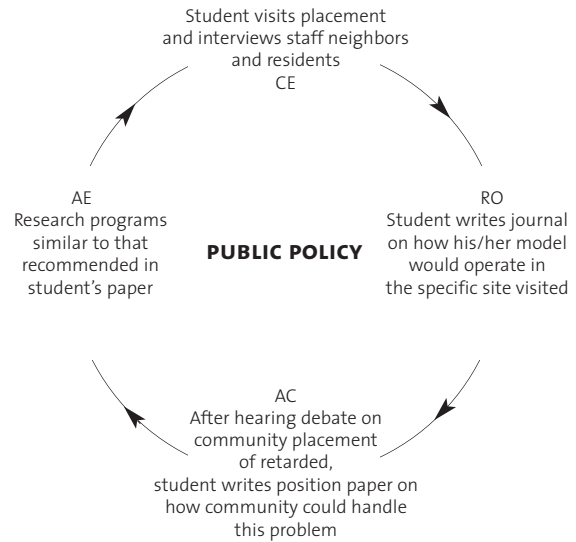 Student visits placement
and interviews staff neighbors
and residents
CE
RO
Student writes journal
on how his/her model
would operate in
the specific site visited
AC
After hearing debate on
community placement
of retarded,
student writes position paper on
how community could handle
this problem
AE
Research programs
similar to that
recommended in
student’s paper
PUBLIC POLICY